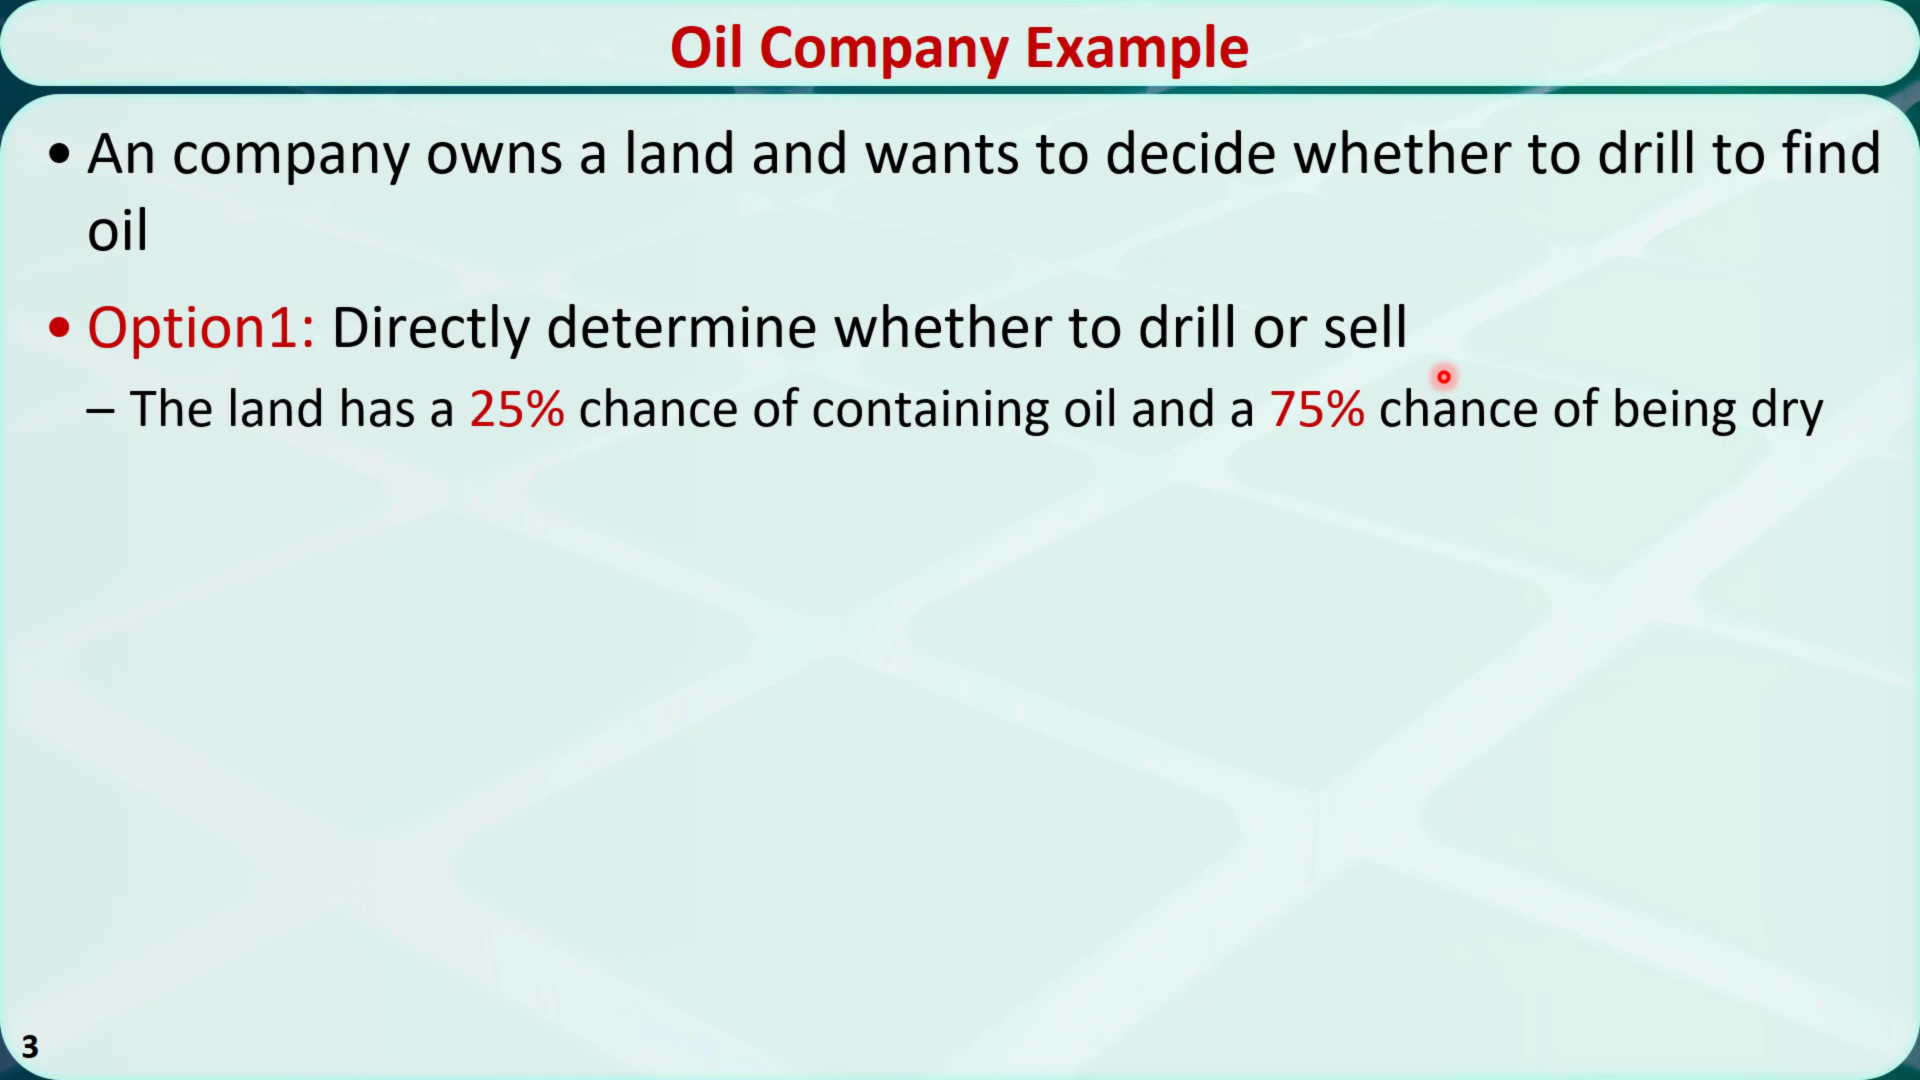 Oil Company Example
• An company owns a land and wants to decide whether to drill to find
oil
• Option1: Directly determine whether to drill or sell
– The land has a 25% chance of containing oil and a 75% chance of being dry
3